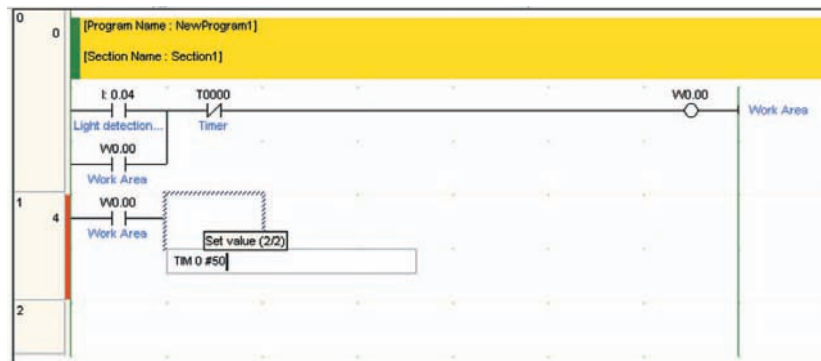 0
0
[Program Name : NewProgram1]
[Section Name : Section1]
I: 0.04 T0000 W0.00
Light detection... Timer Work Area
W0.00
Work Area
1
4
W0.00
Work Area
Set value (2/2)
TIM 0 #50
2